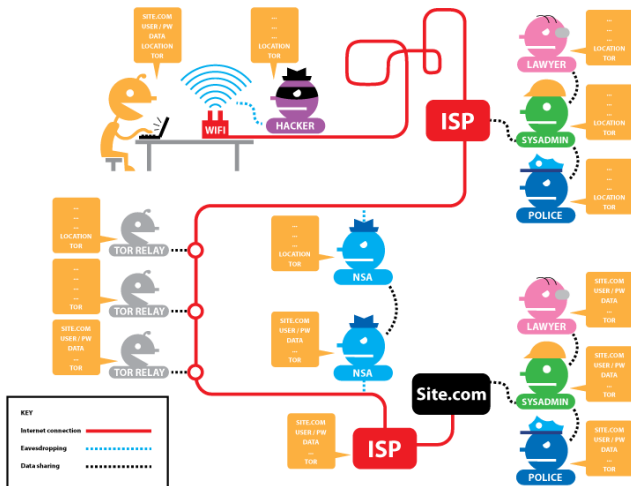 SITE.COM
USER / PW
DATA
LOCATION
TOR
...
...
...
LOCATION
TOR
WIFI
HACKER
ISP
...
...
...
LOCATION
TOR
LAWYER
...
...
...
LOCATION
TOR
SYSADMIN
...
...
...
LOCATION
TOR
POLICE
...
...
...
LOCATION
TOR
TOR RELAY
...
...
...
...
TOR
TOR RELAY
SITE.COM
USER / PW
DATA
...
TOR
TOR RELAY
...
...
...
LOCATION
TOR
NSA
SITE.COM
USER / PW
DATA
...
TOR
NSA
SITE.COM
USER / PW
DATA
...
TOR
LAWYER
SITE.COM
USER / PW
DATA
...
TOR
SYSADMIN
SITE.COM
USER / PW
DATA
...
TOR
POLICE
Site.com
SITE.COM
USER / PW
DATA
...
TOR
ISP
KEY
Internet connection
Eavesdropping
Data sharing